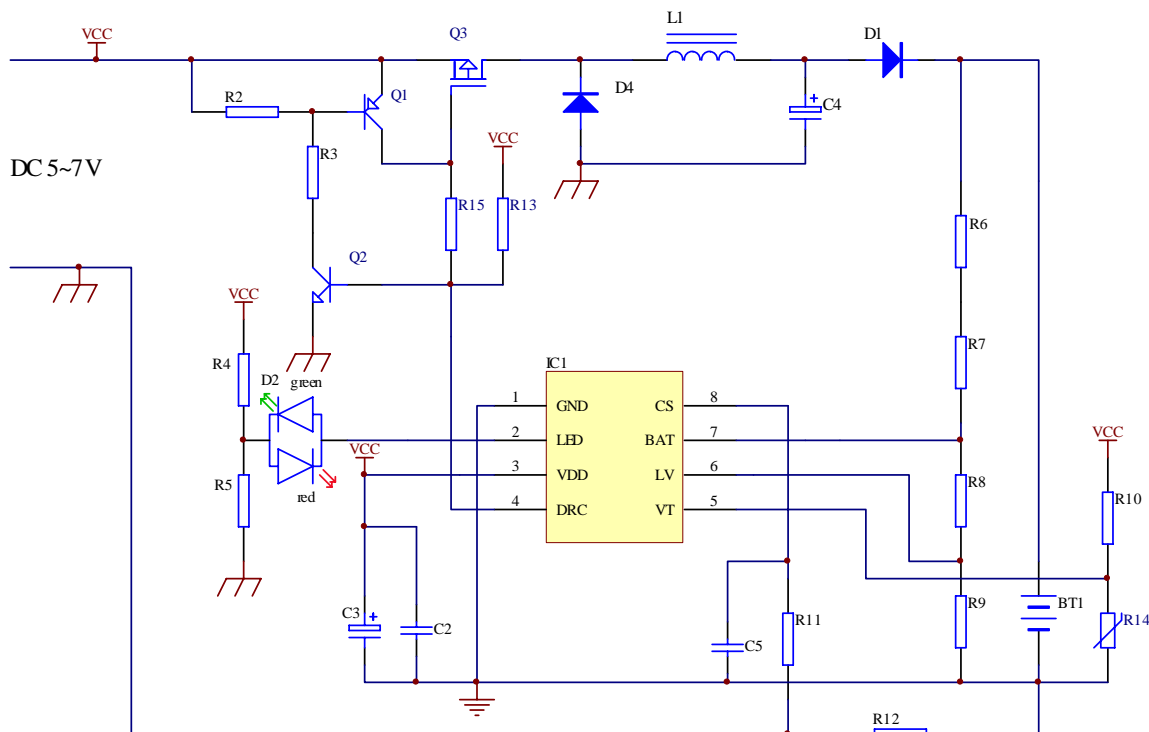 L1
VCC
Q3
D1
R2
Q1
D4
C4
R3
VCC
DC 5~7V
R15
R13
R6
Q2
VCC
R7
R4
IC1
D2
green
1
GND
CS
8
2
LED
BAT
7
VCC
VCC
3
VDD
LV
6
R5
R8
red
4
DRC
VT
5
R10
C3
C2
R11
R9
BT1
R14
C5
R12